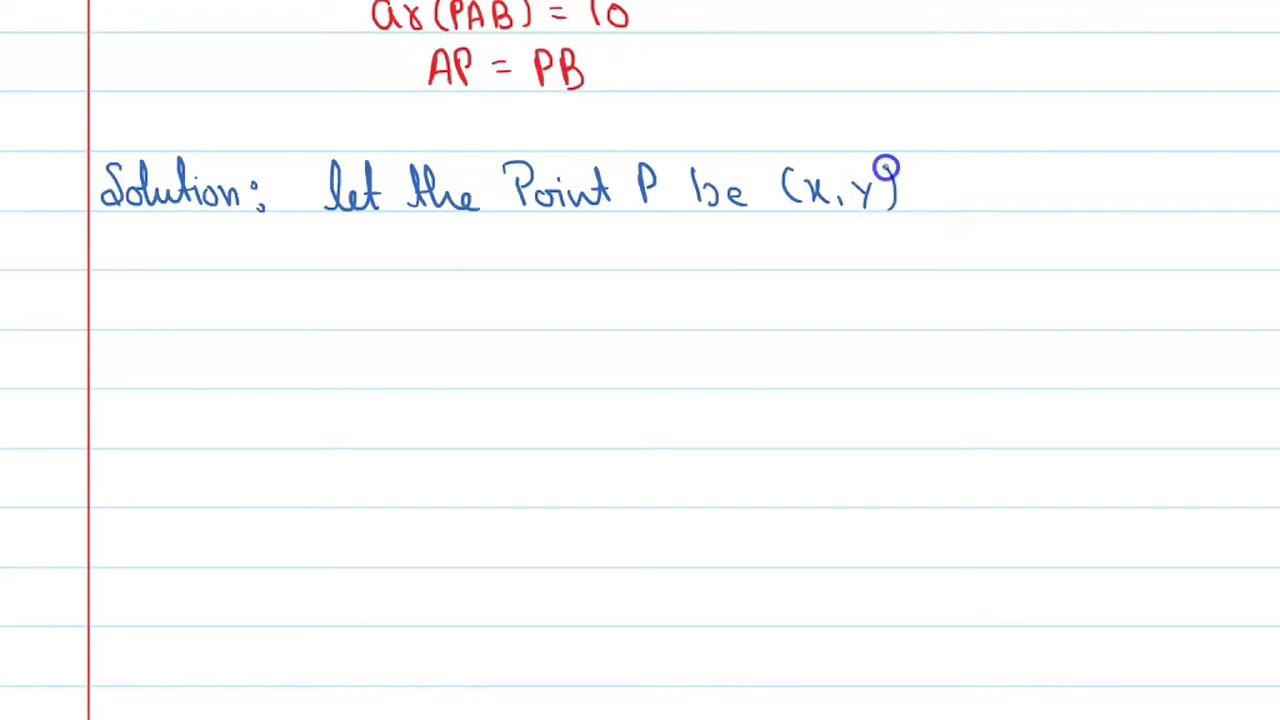 ar (PAB) = 10
AP = PB
Solution: let the Point P be (x, y)